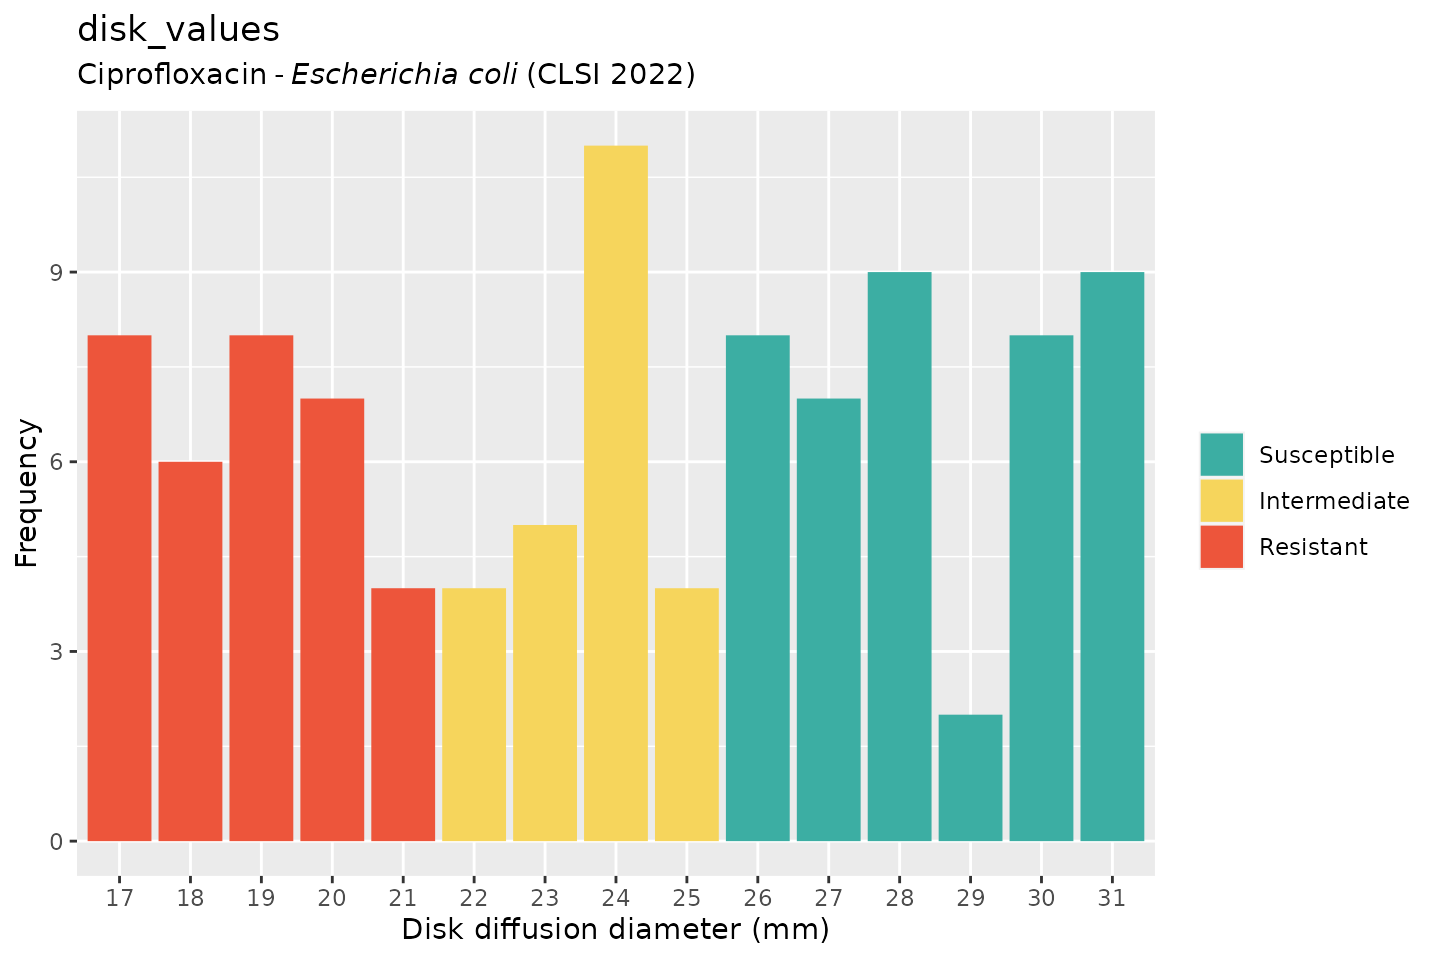 disk_values
Ciprofloxacin - Escherichia coli (CLSI 2022)
Frequency
9
6
3
0
17 18 19 20 21 22 23 24 25 26 27 28 29 30 31
Disk diffusion diameter (mm)
Susceptible
Intermediate
Resistant